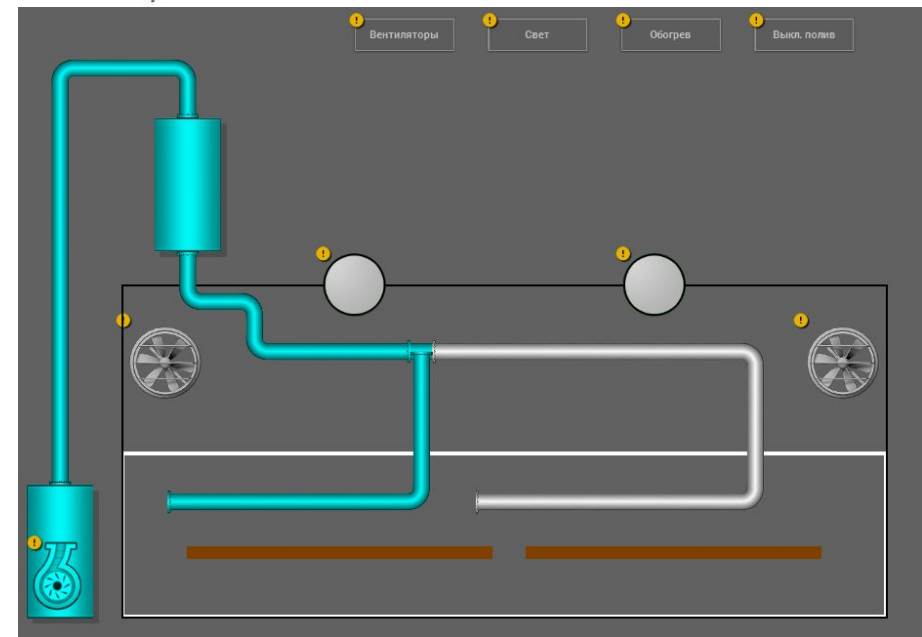 Вентиляторы
Свет
Обогрев
Выкл. полив